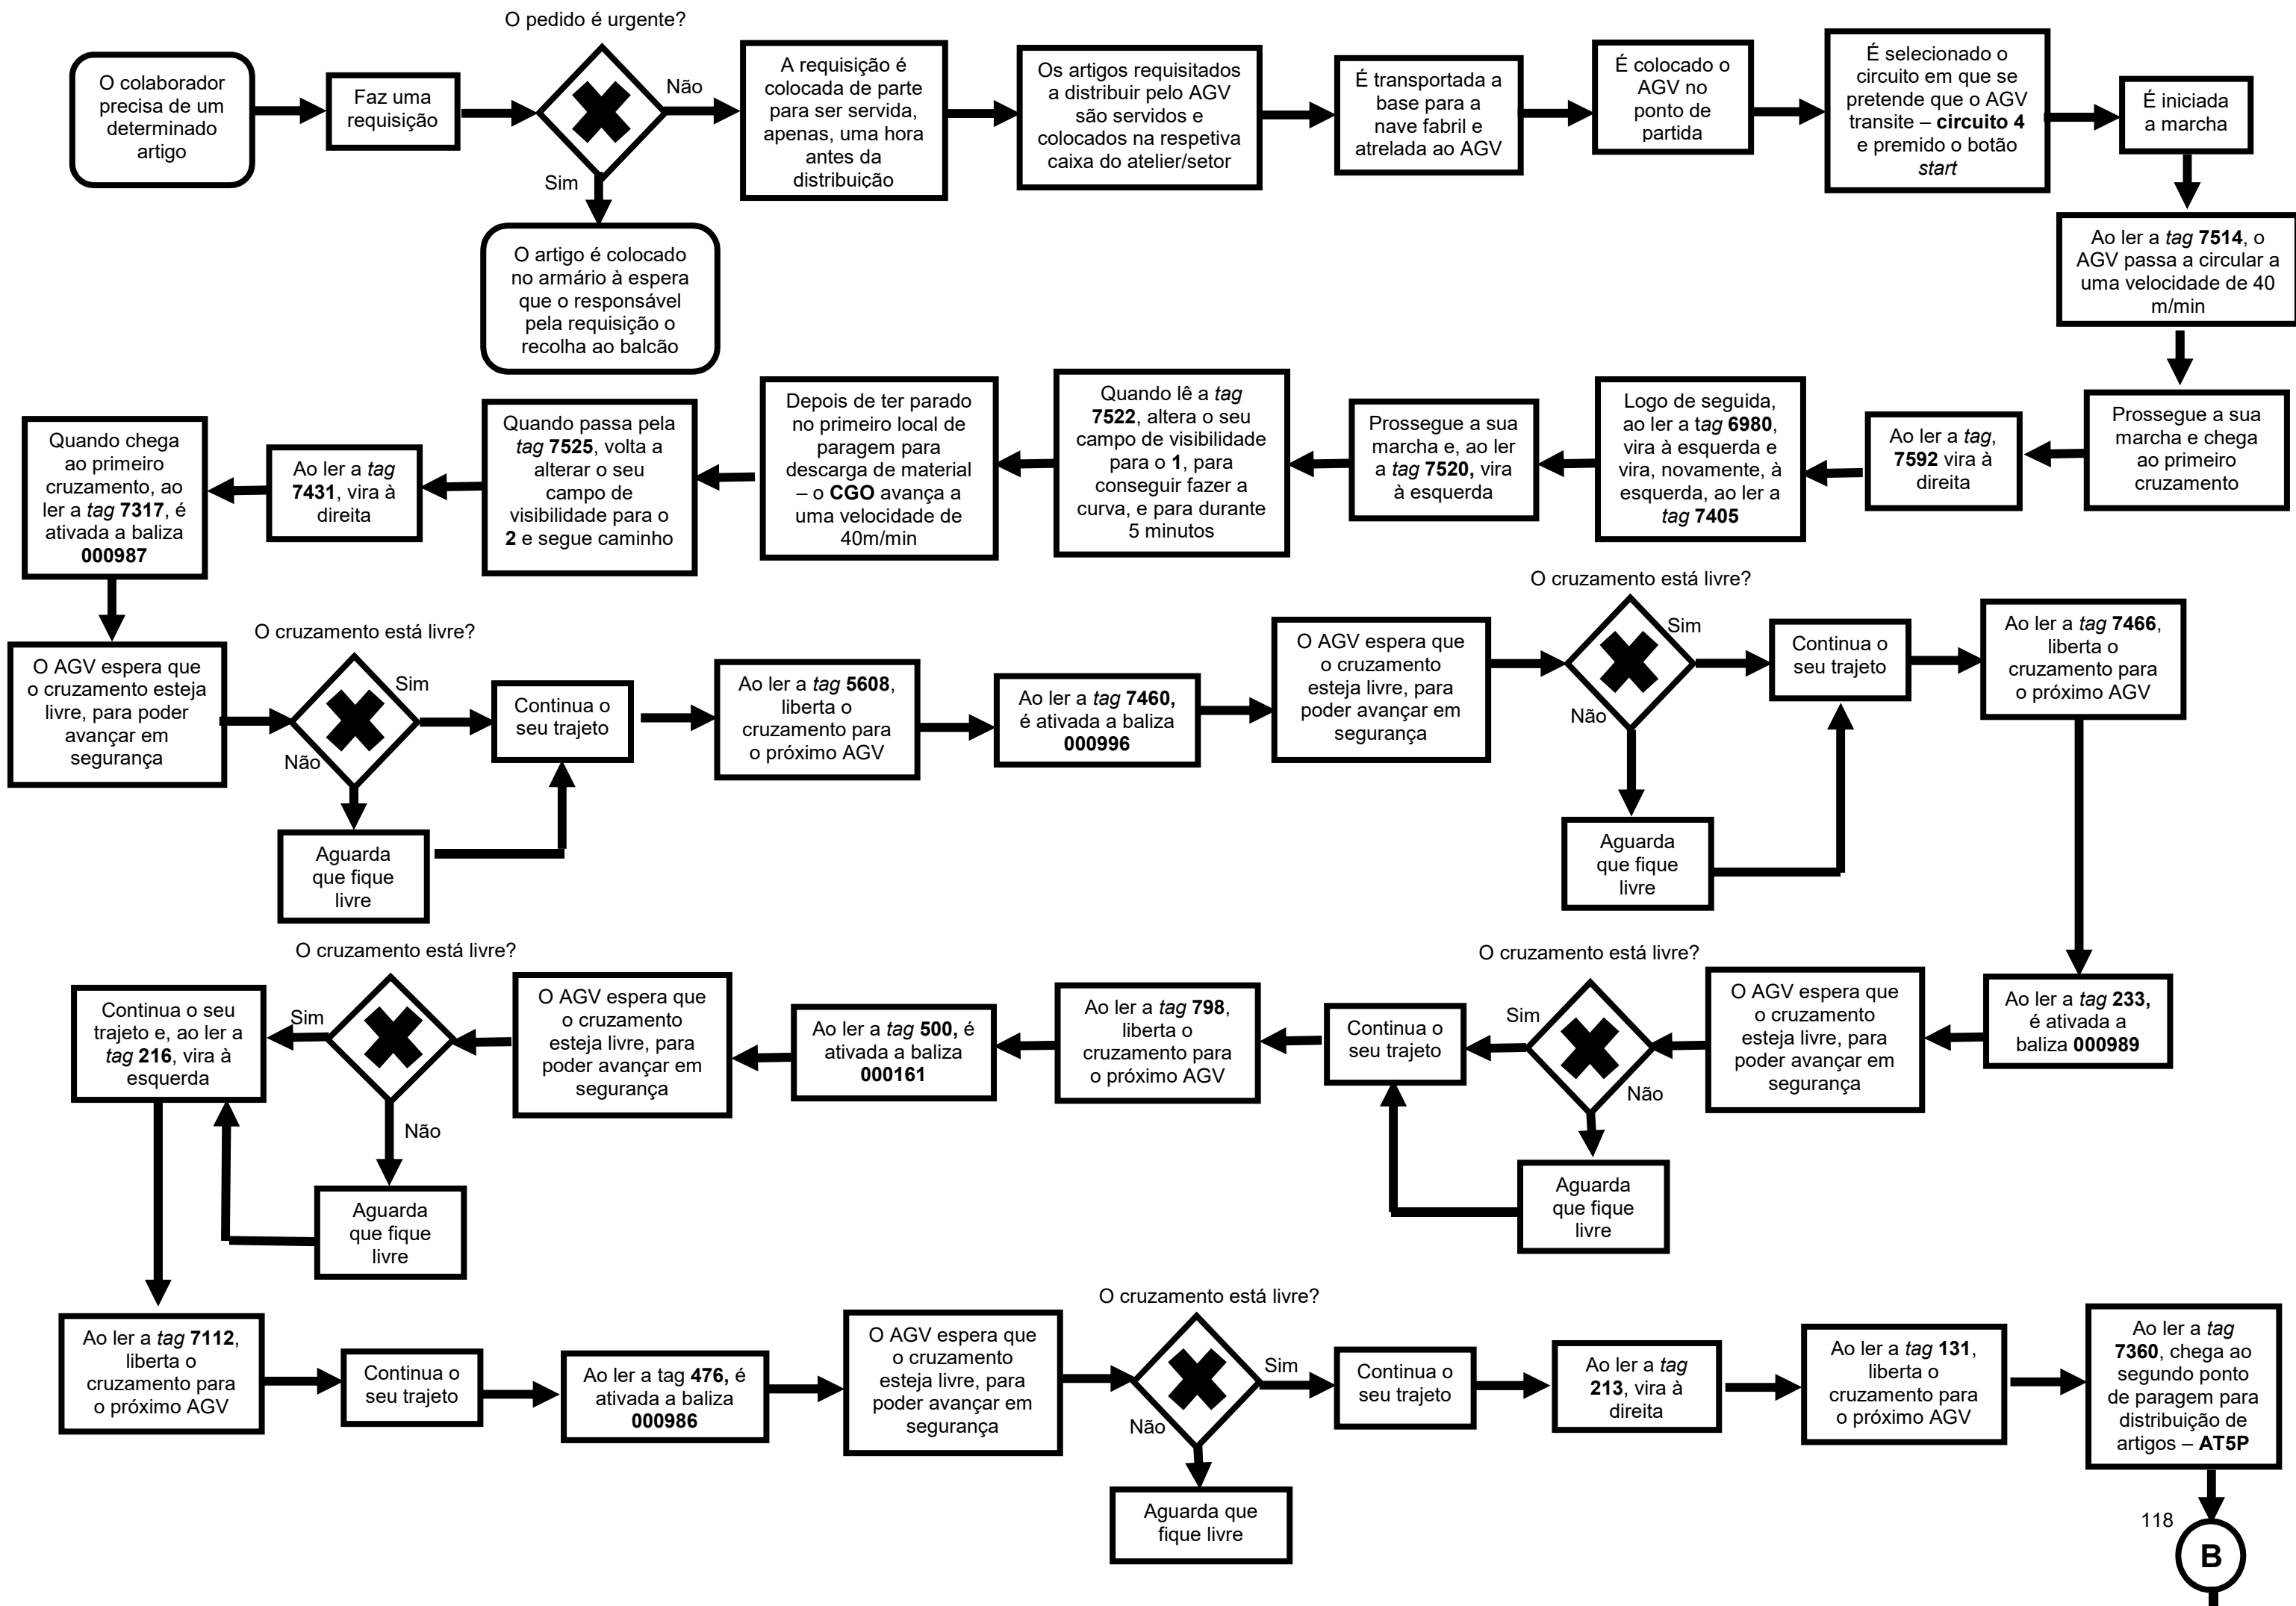 O pedido é urgente?
O colaborador
precisa de um
determinado
artigo
Faz uma
requisição
Não
Sim
A requisição é
colocada de parte
para ser servida,
apenas, uma hora
antes da
distribuição
Os artigos requisitados
a distribuir pelo AGV
são servidos e
colocados na respetiva
caixa do atelier/setor
É transportada a
base para a
nave fabril e
atrelada ao AGV
É colocado o
AGV no
ponto de
partida
É selecionado o
circuito em que se
pretende que o AGV
transite – circuito 4
e premido o botão
start
É iniciada
a marcha
O artigo é colocado
no armário à espera
que o responsável
pela requisição o
recolha ao balcão
Ao ler a tag 7514, o
AGV passa a circular a
uma velocidade de 40
m/min
Prossegue a sua
marcha e chega
ao primeiro
cruzamento
Ao ler a tag,
7592 vira à
direita
Logo de seguida,
ao ler a tag 6980,
vira à esquerda e
vira, novamente, à
esquerda, ao ler a
tag 7405
Prossegue a sua
marcha e, ao ler
a tag 7520, vira
à esquerda
Quando lê a tag
7522, altera o seu
campo de visibilidade
para o 1, para
conseguir fazer a
curva, e para durante
5 minutos
Depois de ter parado
no primeiro local de
paragem para
descarga de material
– o CGO avança a
uma velocidade de
40m/min
Quando passa pela
tag 7525, volta a
alterar o seu
campo de
visibilidade para o
2 e segue caminho
Ao ler a tag
7431, vira à
direita
Quando chega
ao primeiro
cruzamento, ao
ler a tag 7317, é
ativada a baliza
000987
O AGV espera que
o cruzamento esteja
livre, para poder
avançar em
segurança
O cruzamento está livre?
Sim
Não
Aguarda
que fique
livre
Continua o
seu trajeto
Ao ler a tag 5608,
liberta o
cruzamento para
o próximo AGV
Ao ler a tag 7460,
é ativada a baliza
000996
O AGV espera que
o cruzamento
esteja livre, para
poder avançar em
segurança
O cruzamento está livre?
Sim
Não
Aguarda
que fique
livre
Continua o
seu trajeto
Ao ler a tag 7466,
liberta o
cruzamento para
o próximo AGV
Ao ler a tag 233,
é ativada a
baliza 000989
O AGV espera que
o cruzamento
esteja livre, para
poder avançar em
segurança
O cruzamento está livre?
Sim
Não
Aguarda
que fique
livre
Continua o
seu trajeto
Ao ler a tag 798,
liberta o
cruzamento para
o próximo AGV
Ao ler a tag 500, é
ativada a baliza
000161
O AGV espera que
o cruzamento
esteja livre, para
poder avançar em
segurança
O cruzamento está livre?
Sim
Não
Aguarda
que fique
livre
Continua o seu
trajeto e, ao ler a
tag 216, vira à
esquerda
Ao ler a tag 7112,
liberta o
cruzamento para
o próximo AGV
Continua o
seu trajeto
Ao ler a tag 476, é
ativada a baliza
000986
O AGV espera que
o cruzamento
esteja livre, para
poder avançar em
segurança
O cruzamento está livre?
Sim
Não
Aguarda que
fique livre
Continua o
seu trajeto
Ao ler a tag
213, vira à
direita
Ao ler a tag 131,
liberta o
cruzamento para
o próximo AGV
Ao ler a tag
7360, chega ao
segundo ponto
de paragem para
distribuição de
artigos – AT5P
118
B